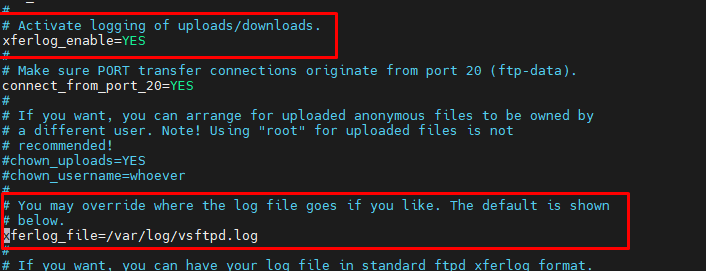 #
# Activate logging of uploads/downloads.
xferlog_enable=YES
#
# Make sure PORT transfer connections originate from port 20 (ftp-data).
connect_from_port_20=YES
#
# If you want, you can arrange for uploaded anonymous files to be owned by
# a different user. Note! Using "root" for uploaded files is not
# recommended!
#chown_uploads=YES
#chown_username=whoever
#
# You may override where the log file goes if you like. The default is shown
# below.
xferlog_file=/var/log/vsftpd.log
#
# If you want, you can have your log file in standard ftpd xferlog format.